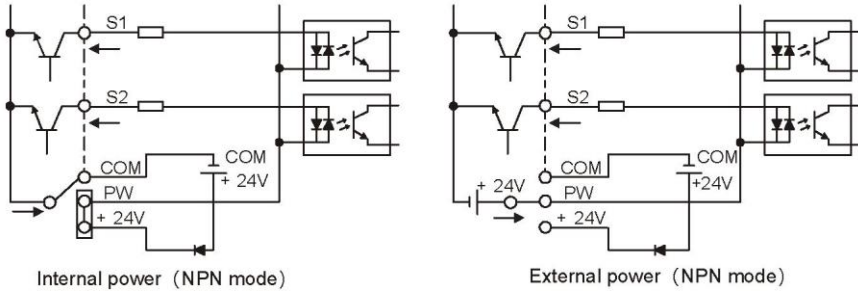 S1
S2
COM
COM
+ 24V
PW
+ 24V
Internal power（NPN mode）
S1
S2
COM
COM
+ 24V
+24V
PW
+ 24V
External power（NPN mode）